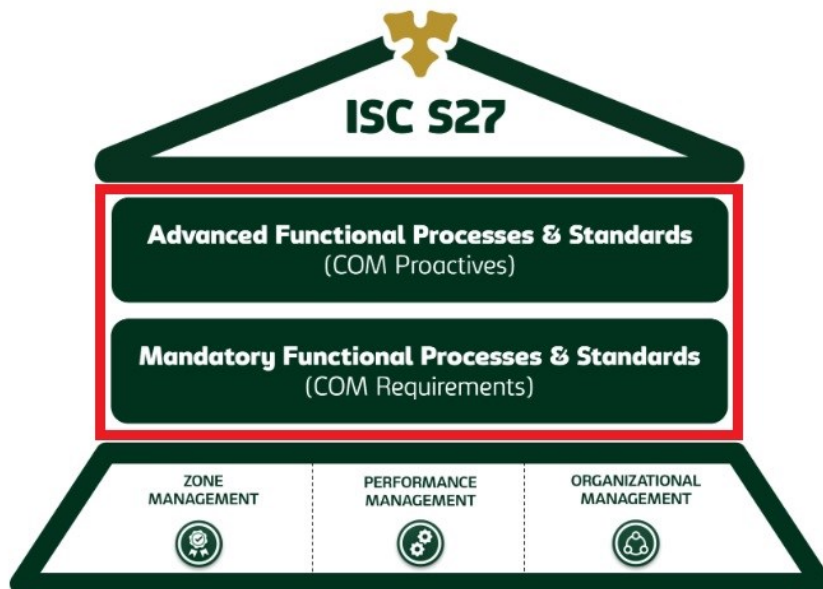 ISC S27
Advanced Functional Processes & Standards
(COM Proactives)
Mandatory Functional Processes & Standards
(COM Requirements)
ZONE
MANAGEMENT
PERFORMANCE
MANAGEMENT
ORGANIZATIONAL
MANAGEMENT